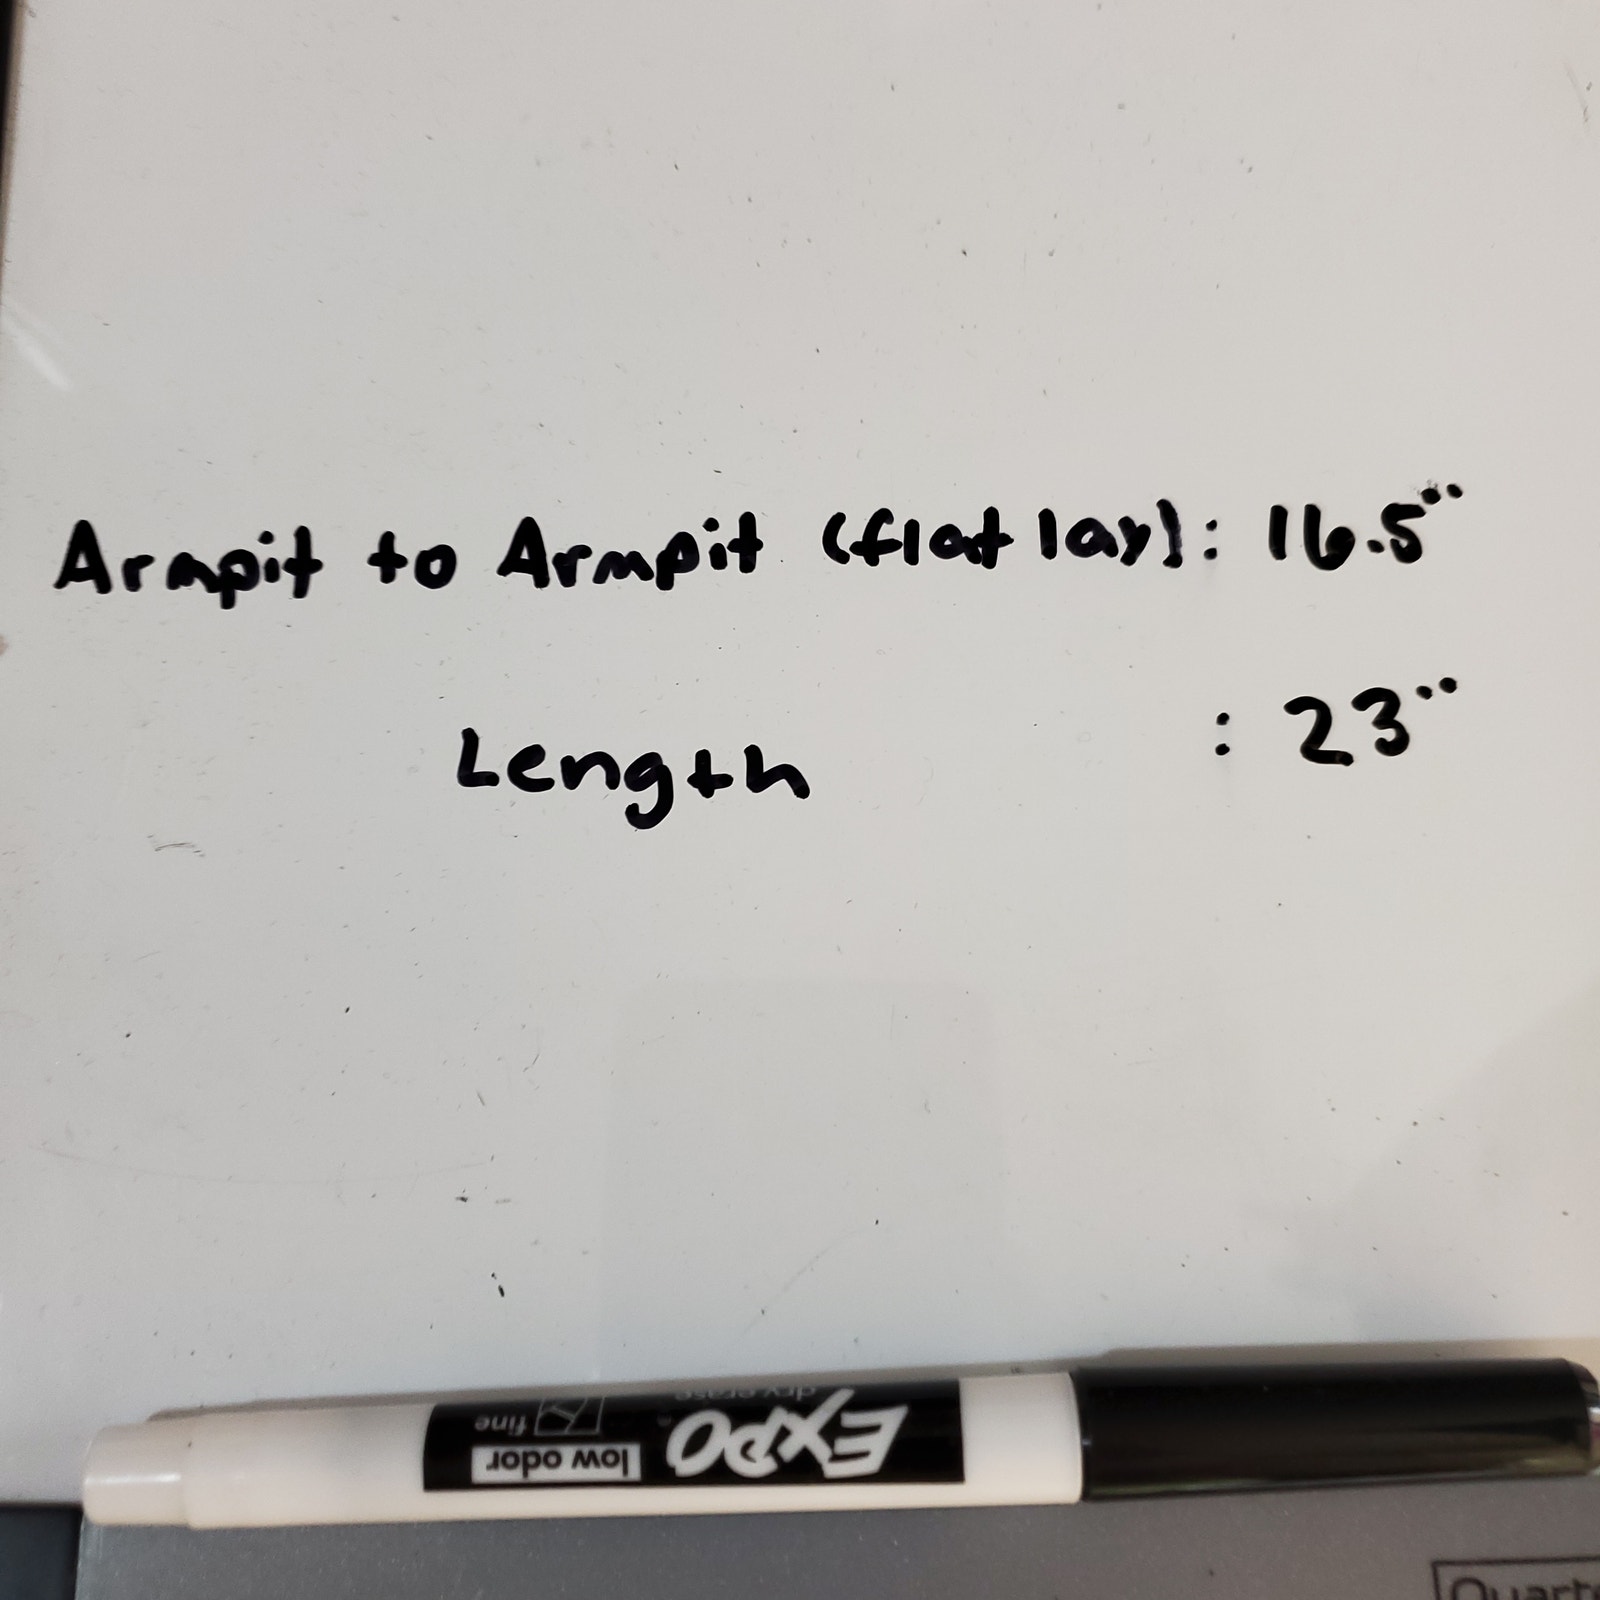 Armpit to Armpit (flat lay): 16.5"
Length : 23"
EXPO
dry erase
low odor
fine